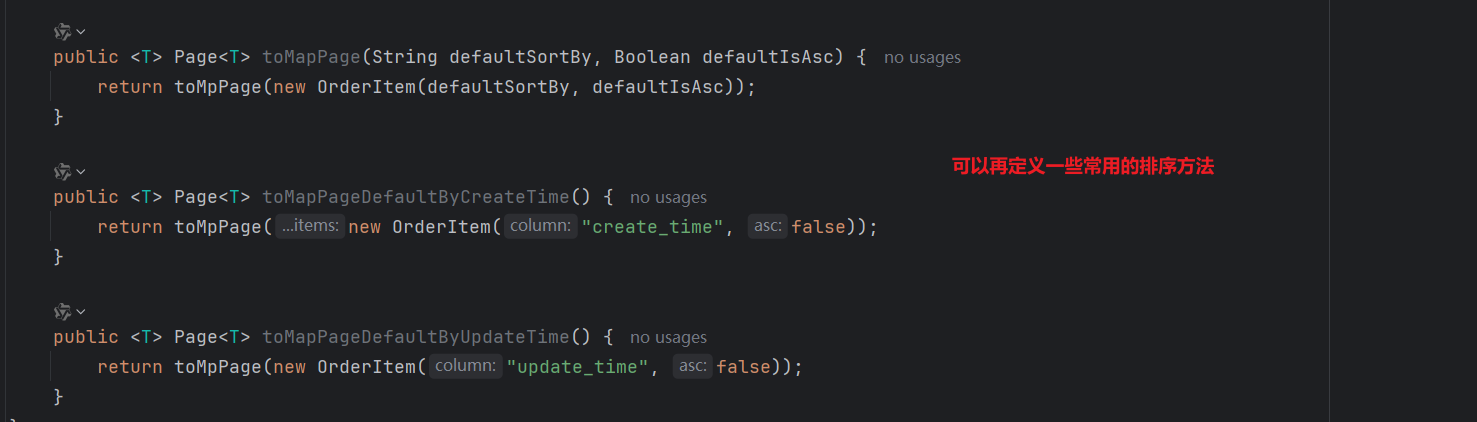 public <T> Page<T> toMapPage(String defaultSortBy, Boolean defaultIsAsc) { no usages
return toMpPage(new OrderItem(defaultSortBy, defaultIsAsc));
}
可以再定义一些常用的排序方法
public <T> Page<T> toMapPageDefaultByCreateTime() { no usages
return toMpPage( ...items: new OrderItem( column: "create_time", asc: false));
}
public <T> Page<T> toMapPageDefaultByUpdateTime() { no usages
return toMpPage(new OrderItem( column: "update_time", asc: false));
}